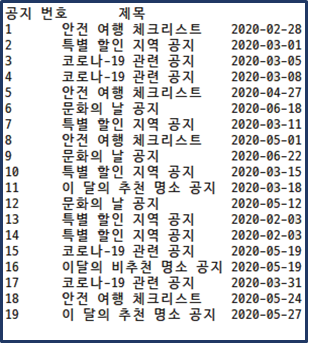 공지 번호 제목
1 안전 여행 체크리스트 2020-02-28
2 특별 할인 지역 공지 2020-03-01
3 코로나-19 관련 공지 2020-03-05
4 코로나-19 관련 공지 2020-03-08
5 안전 여행 체크리스트 2020-04-27
6 문화의 날 공지 2020-06-18
7 특별 할인 지역 공지 2020-03-11
8 안전 여행 체크리스트 2020-05-01
9 문화의 날 공지 2020-06-22
10 특별 할인 지역 공지 2020-03-15
11 이 달의 추천 명소 공지 2020-03-18
12 문화의 날 공지 2020-05-12
13 특별 할인 지역 공지 2020-02-03
14 특별 할인 지역 공지 2020-02-03
15 코로나-19 관련 공지 2020-05-19
16 이달의 비추천 명소 공지 2020-05-19
17 코로나-19 관련 공지 2020-03-31
18 안전 여행 체크리스트 2020-05-24
19 이 달의 추천 명소 공지 2020-05-27